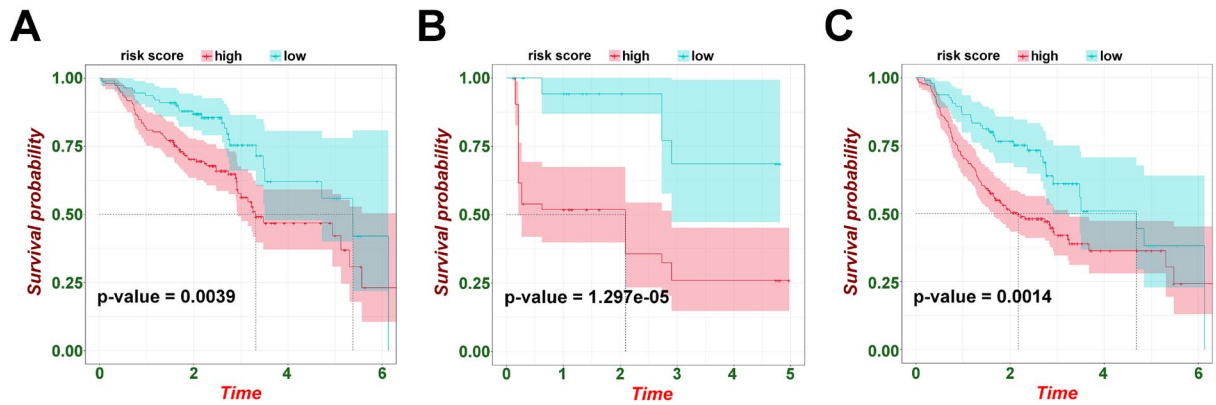 A
risk score high low
Survival probability
1.00
0.75
0.50
0.25
0.00
p-value = 0.0039
0 2 4 6
Time
B
risk score high low
Survival probability
1.00
0.75
0.50
0.25
0.00
p-value = 1.297e-05
0 1 2 3 4 5
Time
C
risk score high low
Survival probability
1.00
0.75
0.50
0.25
0.00
p-value = 0.0014
0 2 4 6
Time